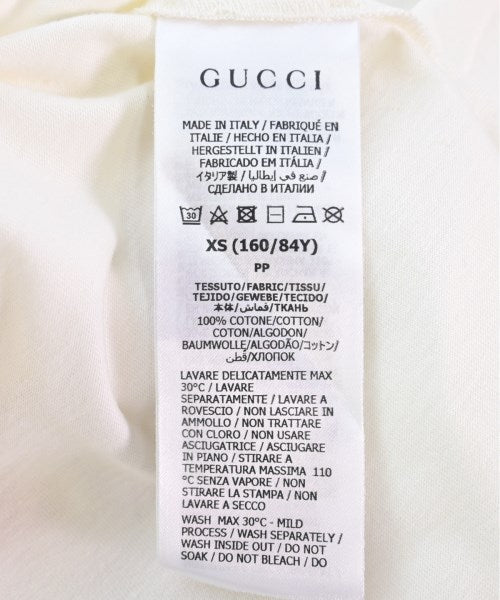 GUCCI
MADE IN ITALY / FABRIQUÉ EN
ITALIE / HECHO EN ITALIA /
HERGESTELLT IN ITALIEN /
FABRICADO EM ITÁLIA /
イタリア製 / صنع في إيطاليا /
СДЕЛАНО В ИТАЛИИ
30
XS (160/84Y)
PP
TESSUTO/FABRIC/TISSU/
TEJIDO/GEWEBE/TECIDO/
本体/قماش/ТКАНЬ
100% COTONE/COTTON/
COTON/ALGODON/
BAUMWOLLE/ALGODÃO/コットン/
قطن/ХЛОПОК
LAVARE DELICATAMENTE MAX
30°C / LAVARE
SEPARATAMENTE / LAVARE A
ROVESCIO / NON LASCIARE IN
AMMOLLO / NON TRATTARE
CON CLORO / NON USARE
ASCIUGATRICE / ASCIUGARE
IN PIANO / STIRARE A
TEMPERATURA MASSIMA 110
°C SENZA VAPORE / NON
STIRARE LA STAMPA / NON
LAVARE A SECCO
WASH MAX 30°C - MILD
PROCESS / WASH SEPARATELY /
WASH INSIDE OUT / DO NOT
SOAK / DO NOT BLEACH / DO